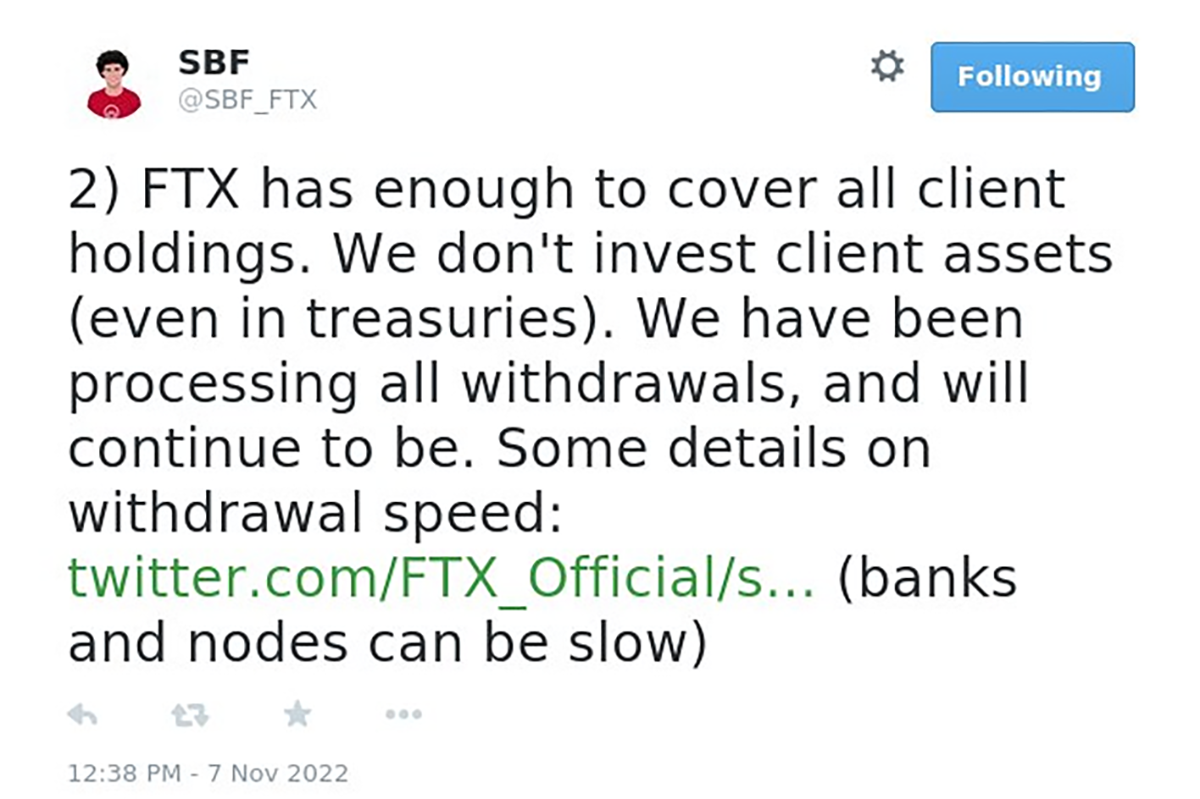 SBF
@SBF_FTX
Following
2) FTX has enough to cover all client
holdings. We don't invest client assets
(even in treasuries). We have been
processing all withdrawals, and will
continue to be. Some details on
withdrawal speed:
twitter.com/FTX_Official/s... (banks
and nodes can be slow)
12:38 PM - 7 Nov 2022